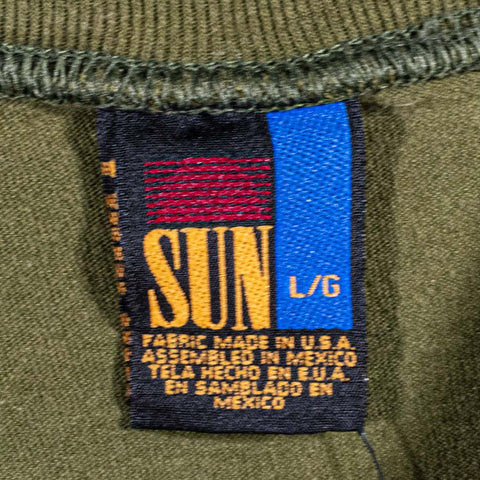 SUN
L/G
FABRIC MADE IN U.S.A.
ASSEMBLED IN MEXICO
TELA HECHO EN E.U.A.
EN SAMBLADO EN
MEXICO